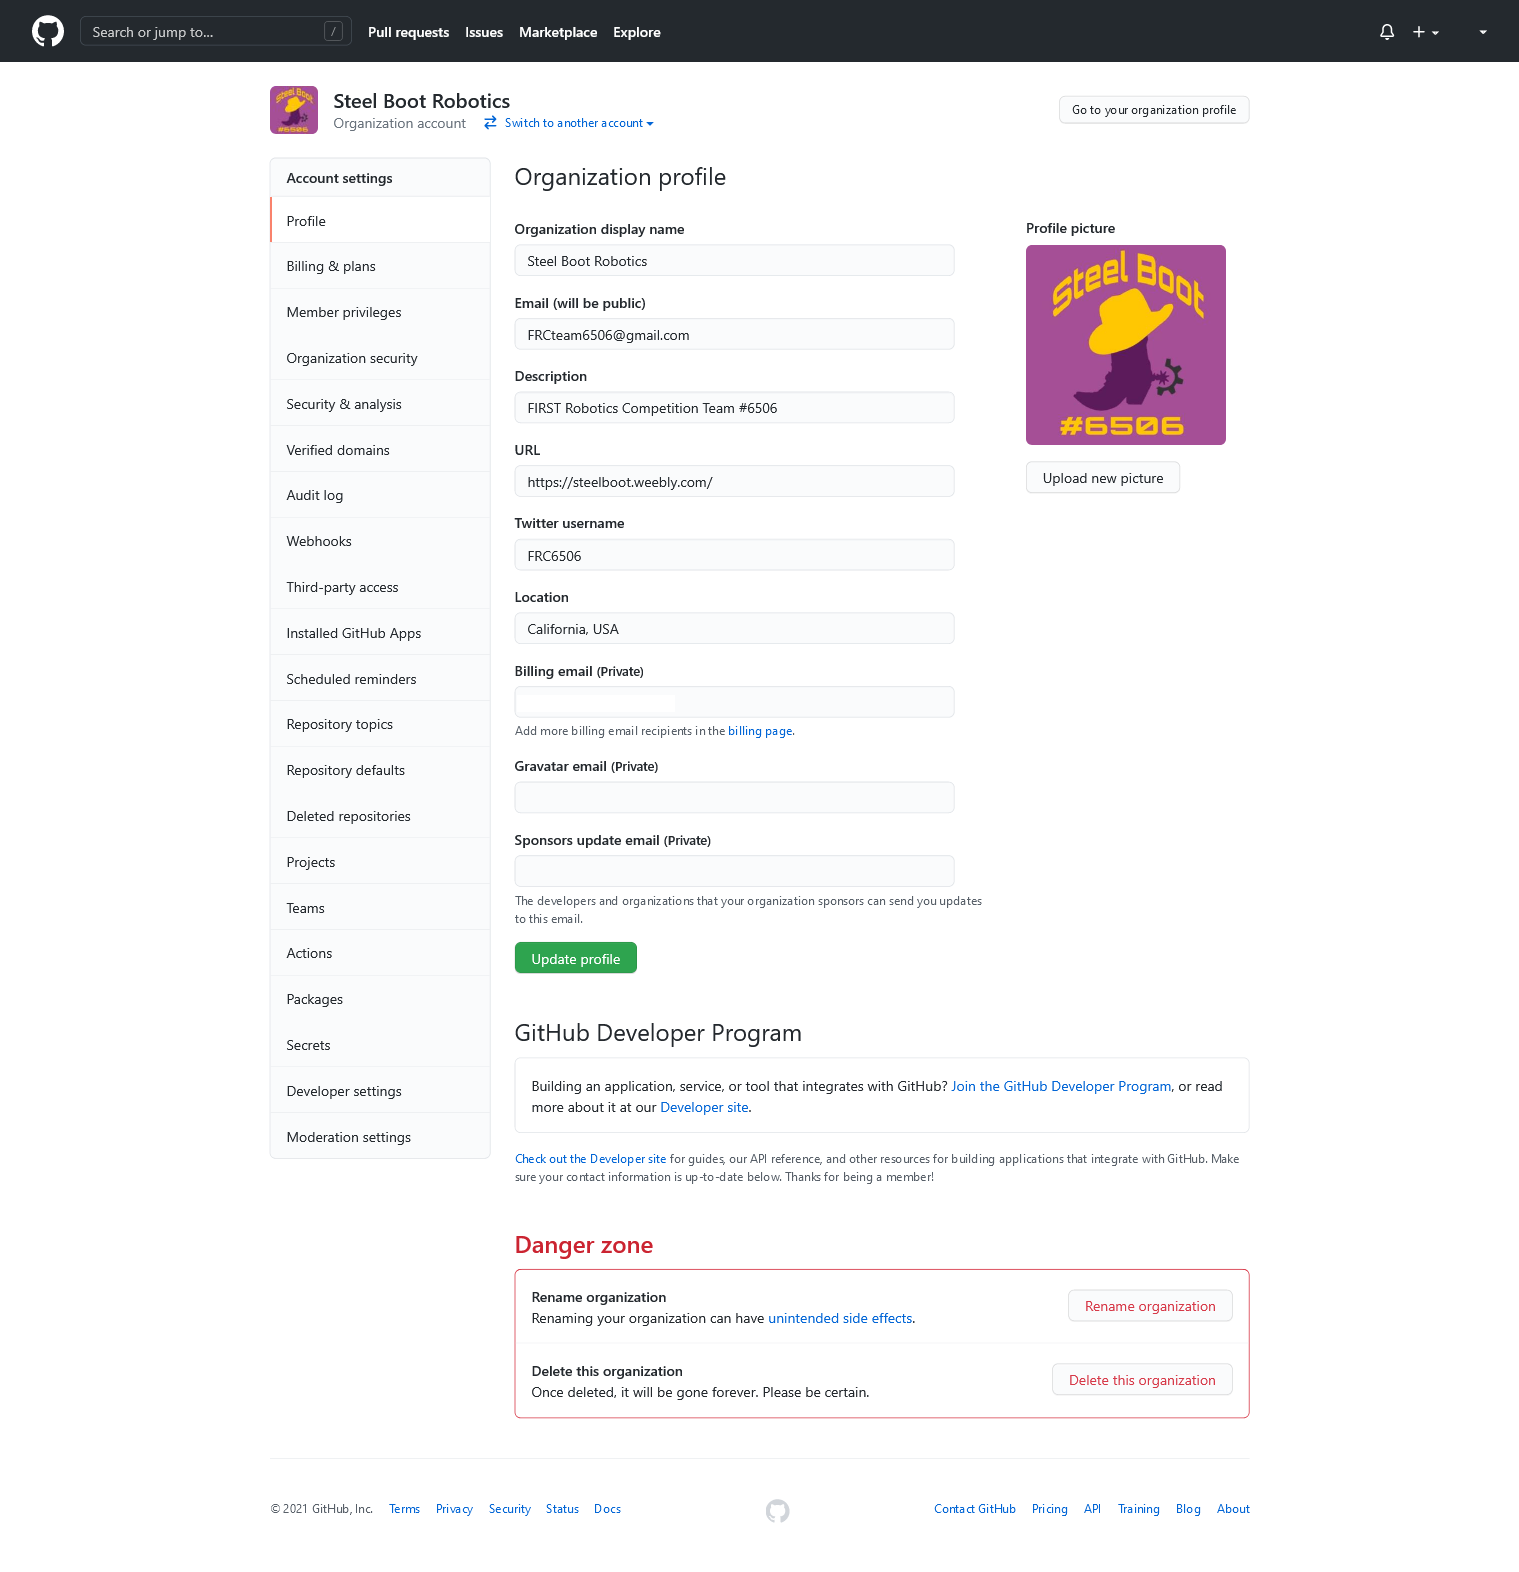 Search or jump to...
/
Pull requests
Issues
Marketplace
Explore
Steel Boot
#6506
Steel Boot Robotics
Organization account
Switch to another account
Go to your organization profile
Account settings
Profile
Billing & plans
Member privileges
Organization security
Security & analysis
Verified domains
Audit log
Webhooks
Third-party access
Installed GitHub Apps
Scheduled reminders
Repository topics
Repository defaults
Deleted repositories
Projects
Teams
Actions
Packages
Secrets
Developer settings
Moderation settings
Organization profile
Organization display name
Steel Boot Robotics
Email (will be public)
FRCteam6506@gmail.com
Description
FIRST Robotics Competition Team #6506
URL
https://steelboot.weebly.com/
Twitter username
FRC6506
Location
California, USA
Billing email (Private)
Add more billing email recipients in the billing page.
Gravatar email (Private)
Sponsors update email (Private)
The developers and organizations that your organization sponsors can send you updates
to this email.
Update profile
Profile picture
Steel Boot
#6506
Upload new picture
GitHub Developer Program
Building an application, service, or tool that integrates with GitHub? Join the GitHub Developer Program, or read
more about it at our Developer site.
Check out the Developer site for guides, our API reference, and other resources for building applications that integrate with GitHub. Make
sure your contact information is up-to-date below. Thanks for being a member!
Danger zone
Rename organization
Renaming your organization can have unintended side effects.
Rename organization
Delete this organization
Once deleted, it will be gone forever. Please be certain.
Delete this organization
© 2021 GitHub, Inc.
Terms
Privacy
Security
Status
Docs
Contact GitHub
Pricing
API
Training
Blog
About